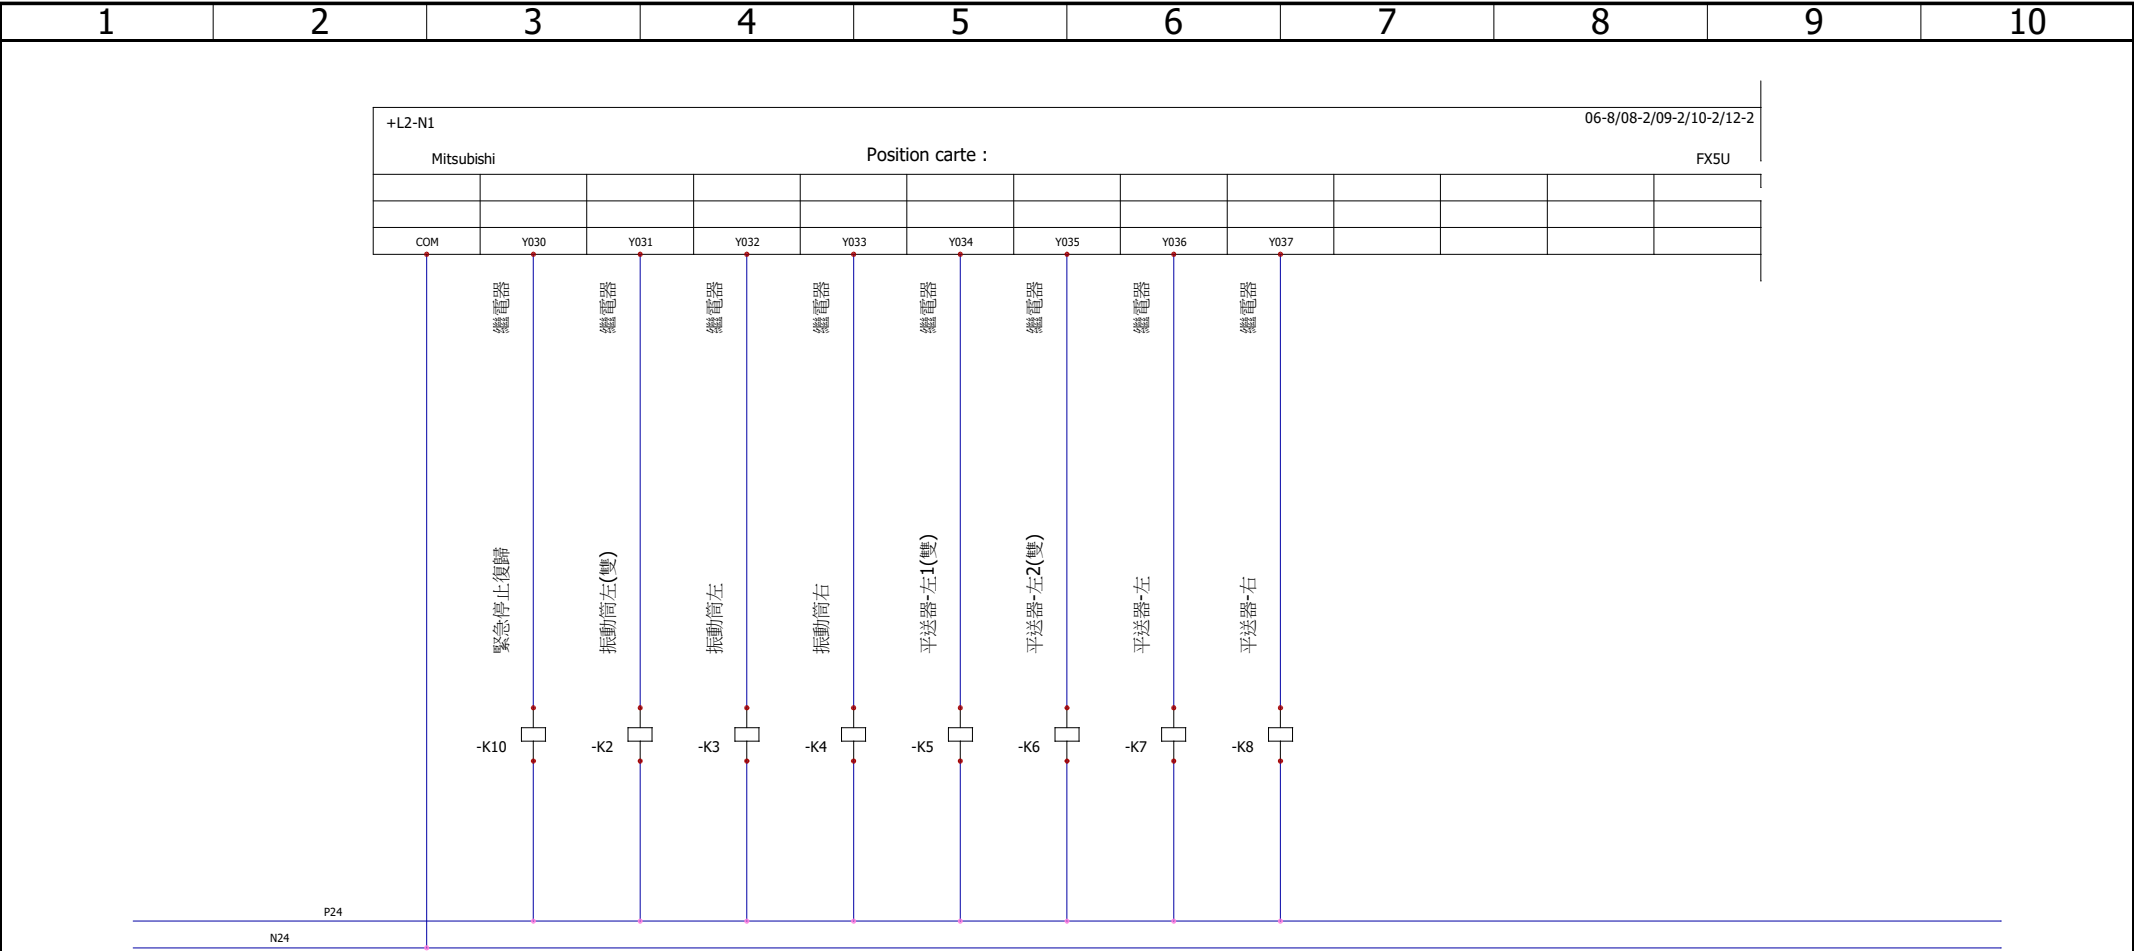 1 2 3 4 5 6 7 8 9 10
+L2-N1 06-8/08-2/09-2/10-2/12-2
Mitsubishi Position carte : FX5U
COM Y030 Y031 Y032 Y033 Y034 Y035 Y036 Y037
繼電器 繼電器 繼電器 繼電器 繼電器 繼電器 繼電器 繼電器
緊急停止復歸
振動筒左(雙)
振動筒左
振動筒右
平送器-左1(雙)
平送器-左2(雙)
平送器-左
平送器-右
-K10 -K2 -K3 -K4 -K5 -K6 -K7 -K8
P24
N24